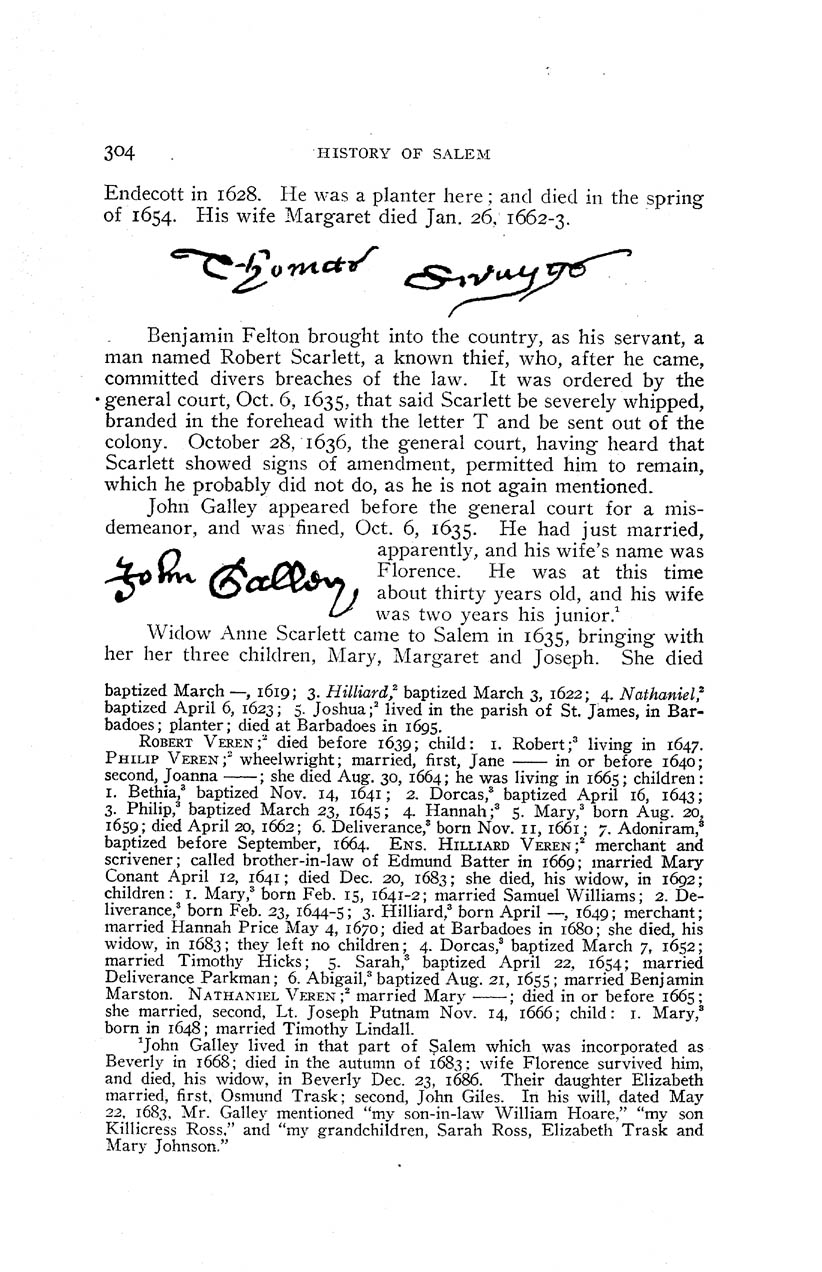 304 HISTORY OF SALEM
Endecott in 1628. He was a planter here; and died in the spring
of 1654. His wife Margaret died Jan. 26, 1662-3.
Thomas
Benjamin Felton brought into the country, as his servant, a
man named Robert Scarlett, a known thief, who, after he came,
committed divers breaches of the law. It was ordered by the
general court, Oct. 6, 1635, that said Scarlett be severely whipped,
branded in the forehead with the letter T and be sent out of the
colony. October 28, 1636, the general court, having heard that
Scarlett showed signs of amendment, permitted him to remain,
which he probably did not do, as he is not again mentioned.
John Galley appeared before the general court for a mis-
demeanor, and was fined, Oct. 6, 1635. He had just married,
apparently, and his wife's name was
John Galley
Florence. He was at this time
about thirty years old, and his wife
was two years his junior.¹
Widow Anne Scarlett came to Salem in 1635, bringing with
her her three children, Mary, Margaret and Joseph. She died
baptized March —, 1619; 3. Hilliard,² baptized March 3, 1622; 4. Nathaniel;²
baptized April 6, 1623; 5. Joshua;² lived in the parish of St. James, in Bar-
badoes; planter; died at Barbadoes in 1695.
ROBERT VEREN;² died before 1639; child: 1. Robert;³ living in 1647.
PHILIP VEREN;² wheelwright; married, first, Jane —— in or before 1640;
second, Joanna ——; she died Aug. 30, 1664; he was living in 1665; children:
1. Bethia,³ baptized Nov. 14, 1641; 2. Dorcas,³ baptized April 16, 1643;
3. Philip,³ baptized March 23, 1645; 4. Hannah;³ 5. Mary,³ born Aug. 20,
1659; died April 20, 1662; 6. Deliverance,³ born Nov. 11, 1661; 7. Adoniram,³
baptized before September, 1664. ENS. HILLIARD VEREN;² merchant and
scrivener; called brother-in-law of Edmund Batter in 1669; married Mary
Conant April 12, 1641; died Dec. 20, 1683; she died, his widow, in 1692;
children: 1. Mary,³ born Feb. 15, 1641-2; married Samuel Williams; 2. De-
liverance,³ born Feb. 23, 1644-5; 3. Hilliard,³ born April —, 1649; merchant;
married Hannah Price May 4, 1670; died at Barbadoes in 1680; she died, his
widow, in 1683; they left no children; 4. Dorcas,³ baptized March 7, 1652;
married Timothy Hicks; 5. Sarah,³ baptized April 22, 1654; married
Deliverance Parkman; 6. Abigail,³ baptized Aug. 21, 1655; married Benjamin
Marston. NATHANIEL VEREN;² married Mary ——; died in or before 1665;
she married, second, Lt. Joseph Putnam Nov. 14, 1666; child: 1. Mary,³
born in 1648; married Timothy Lindall.
¹John Galley lived in that part of Salem which was incorporated as
Beverly in 1668; died in the autumn of 1683; wife Florence survived him,
and died, his widow, in Beverly Dec. 23, 1686. Their daughter Elizabeth
married, first, Osmund Trask; second, John Giles. In his will, dated May
22, 1683, Mr. Galley mentioned "my son-in-law William Hoare," "my son
Killicress Ross," and "my grandchildren, Sarah Ross, Elizabeth Trask and
Mary Johnson."